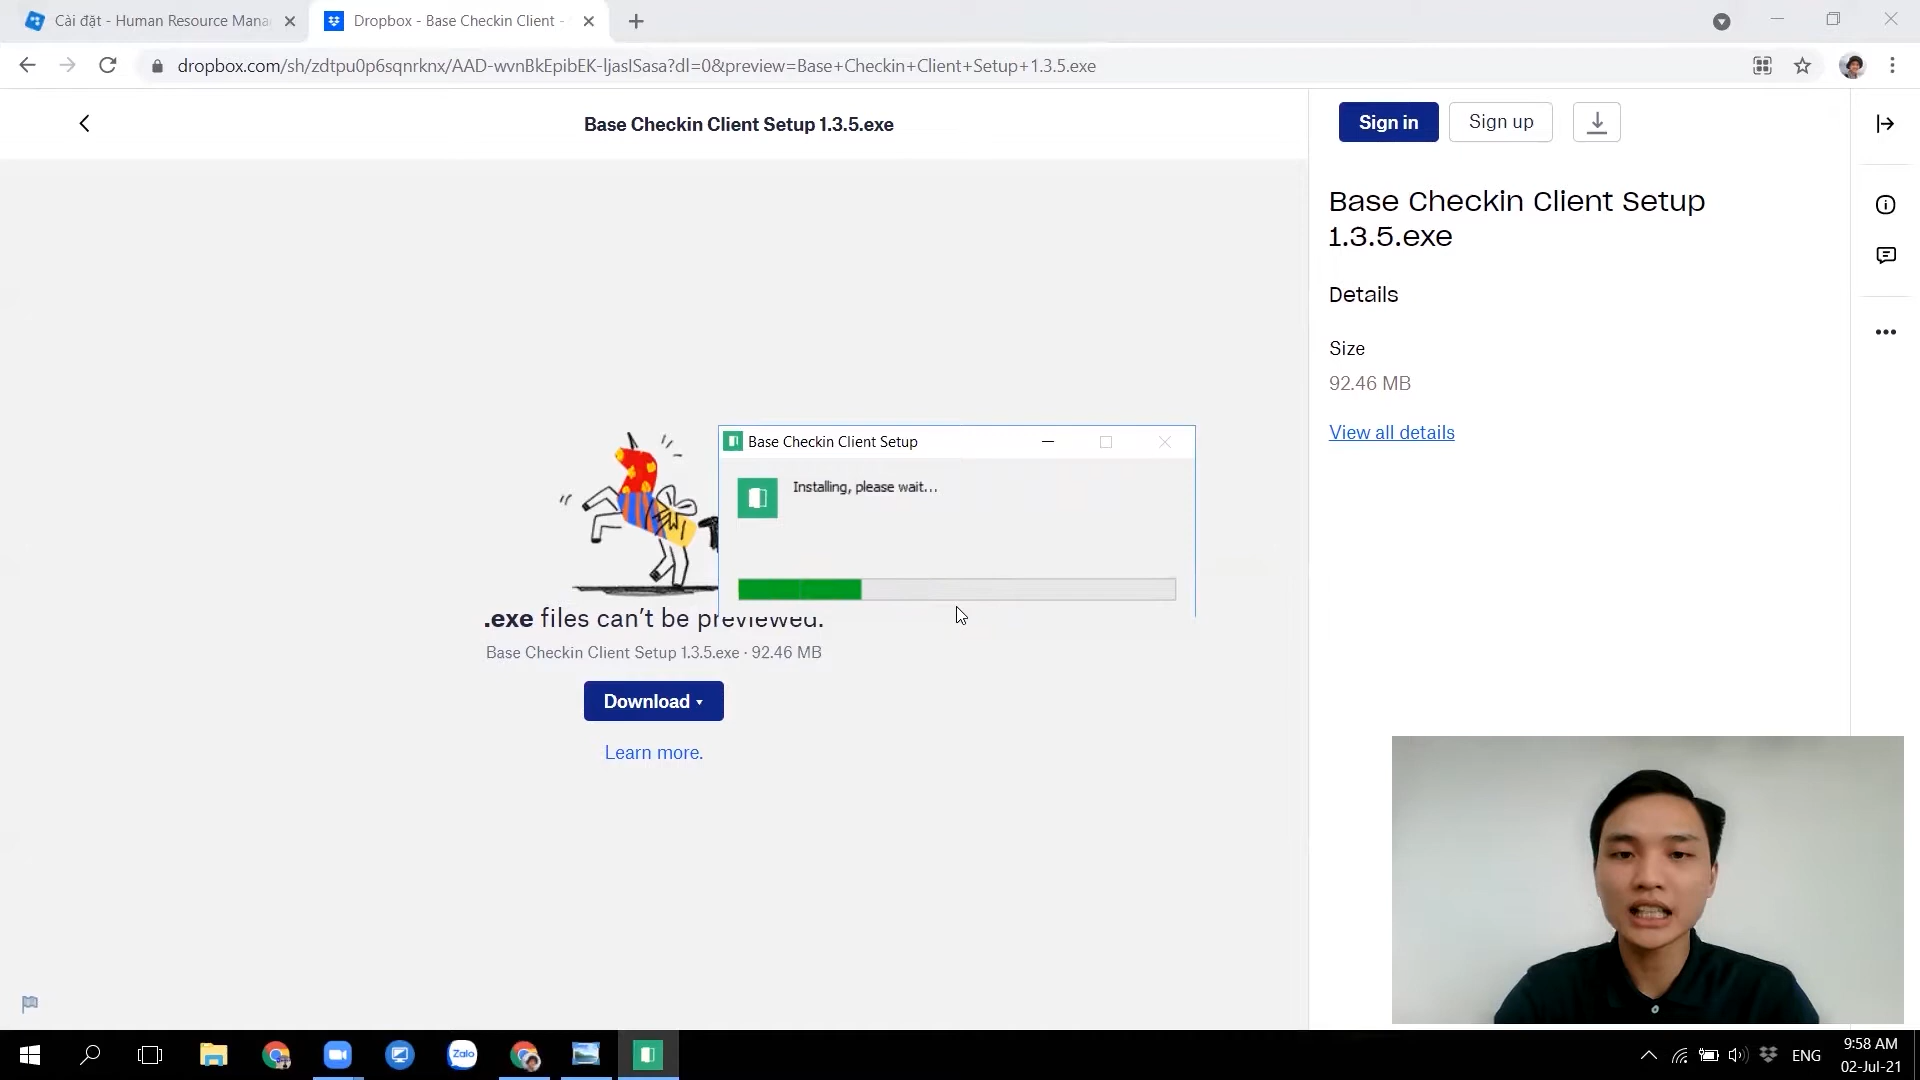 Cài đặt - Human Resource Mana
Dropbox - Base Checkin Client -
dropbox.com/sh/zdtpu0p6sqnrknx/AAD-wvnBkEpibEK-ljasISasa?dl=0&preview=Base+Checkin+Client+Setup+1.3.5.exe
Base Checkin Client Setup 1.3.5.exe
Sign in
Sign up
Base Checkin Client Setup
1.3.5.exe
Details
Size
92.46 MB
View all details
Base Checkin Client Setup
Installing, please wait...
.exe files can't be previewed.
Base Checkin Client Setup 1.3.5.exe · 92.46 MB
Download
Learn more.
Zalo
ENG
9:58 AM
02-Jul-21